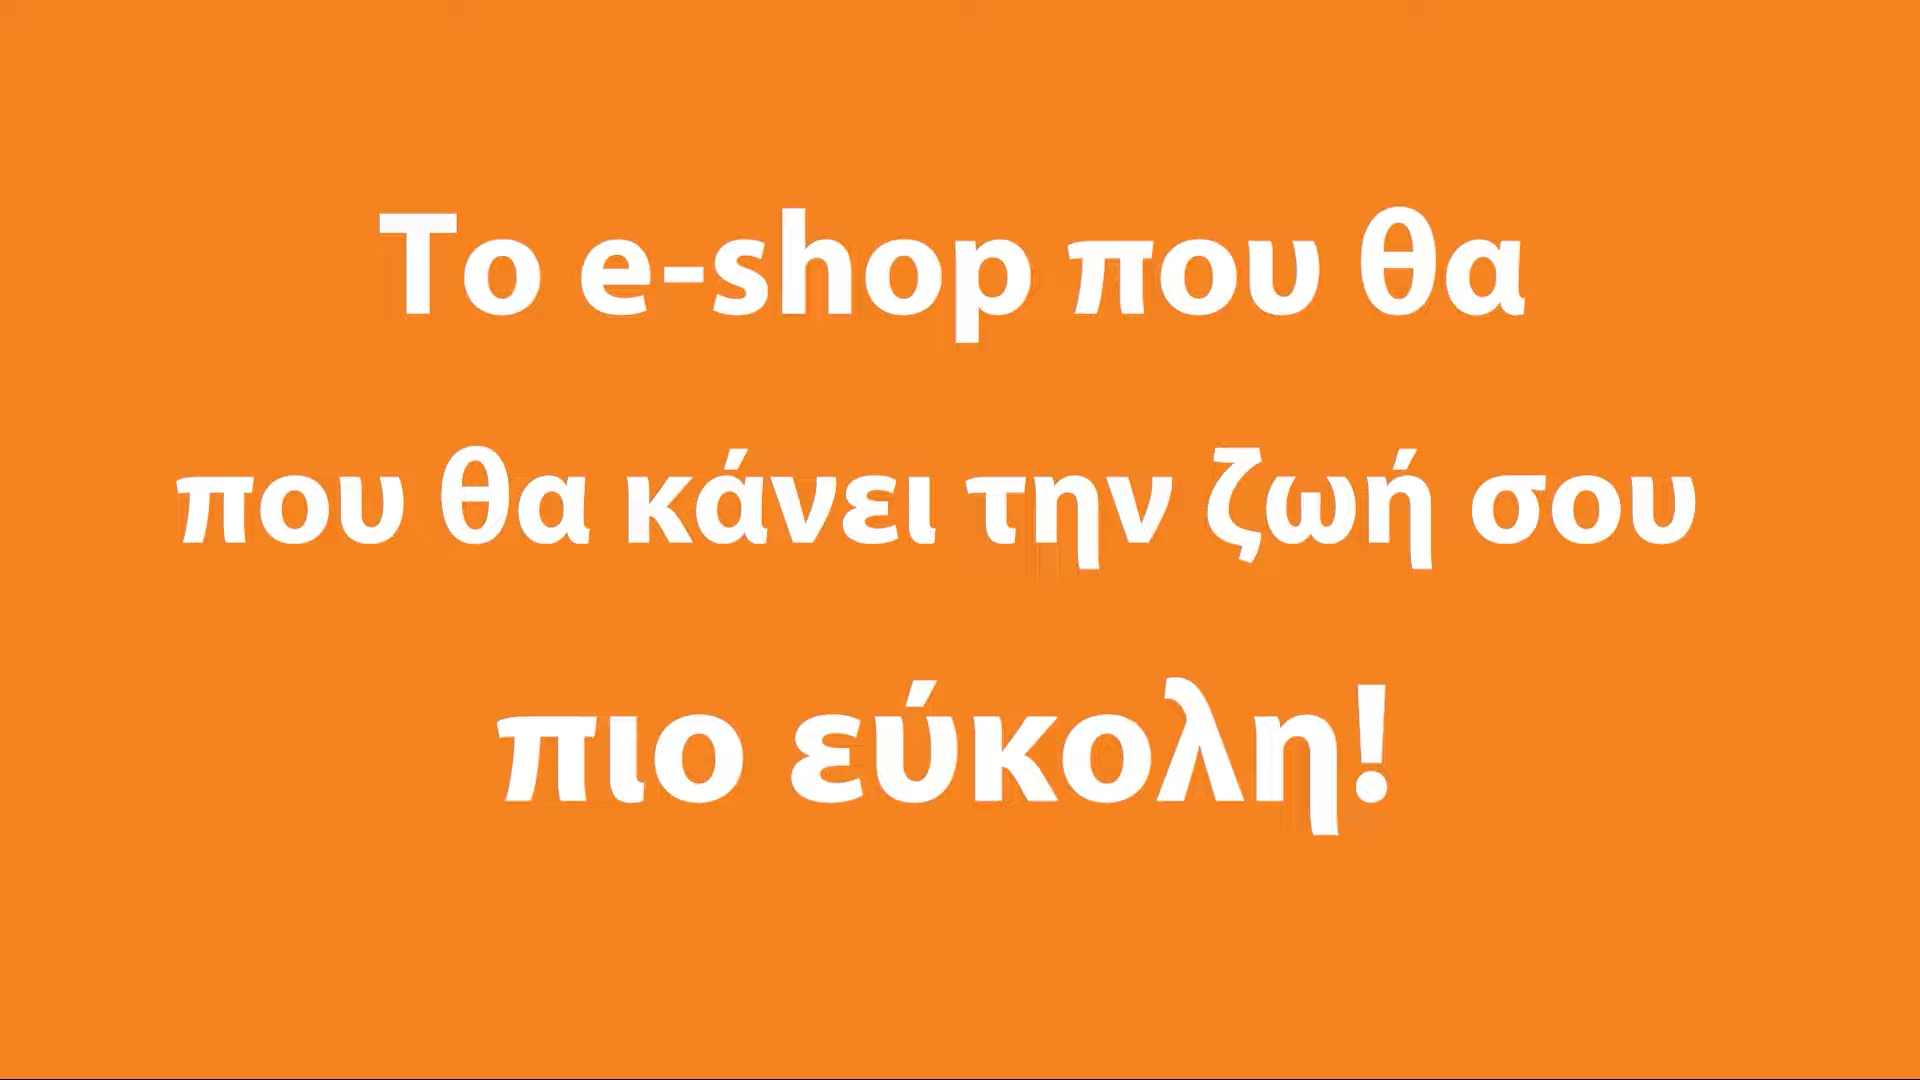 Το e-shop που θα
που θα κάνει την ζωή σου
πιο εύκολη!